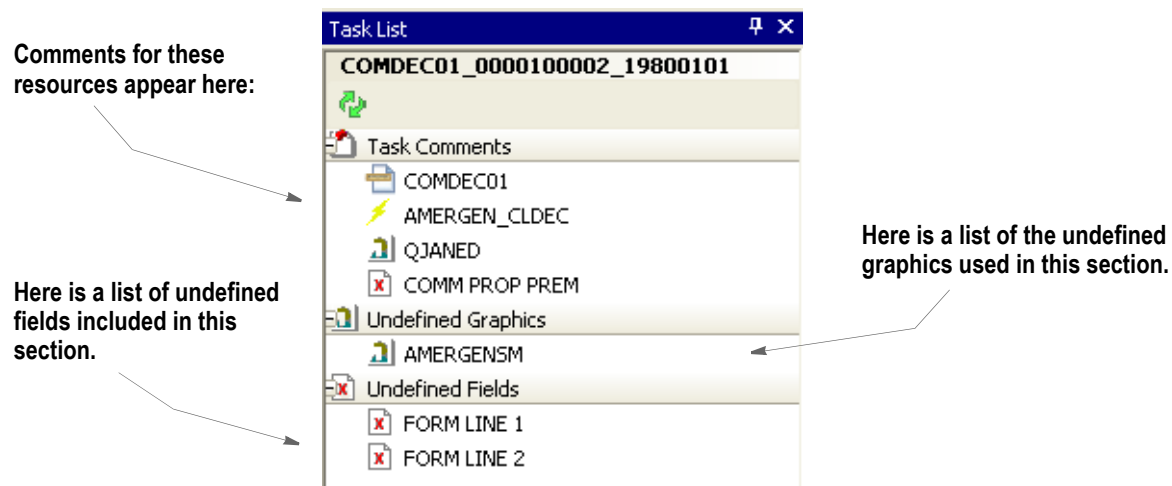 Comments for these
resources appear here:
Here is a list of undefined
fields included in this
section.
Task List
COMDEC01_0000100002_19800101
Task Comments
COMDEC01
AMERGEN_CLDEC
QJANED
COMM PROP PREM
Undefined Graphics
AMERGENSM
Undefined Fields
FORM LINE 1
FORM LINE 2
Here is a list of the undefined
graphics used in this section.